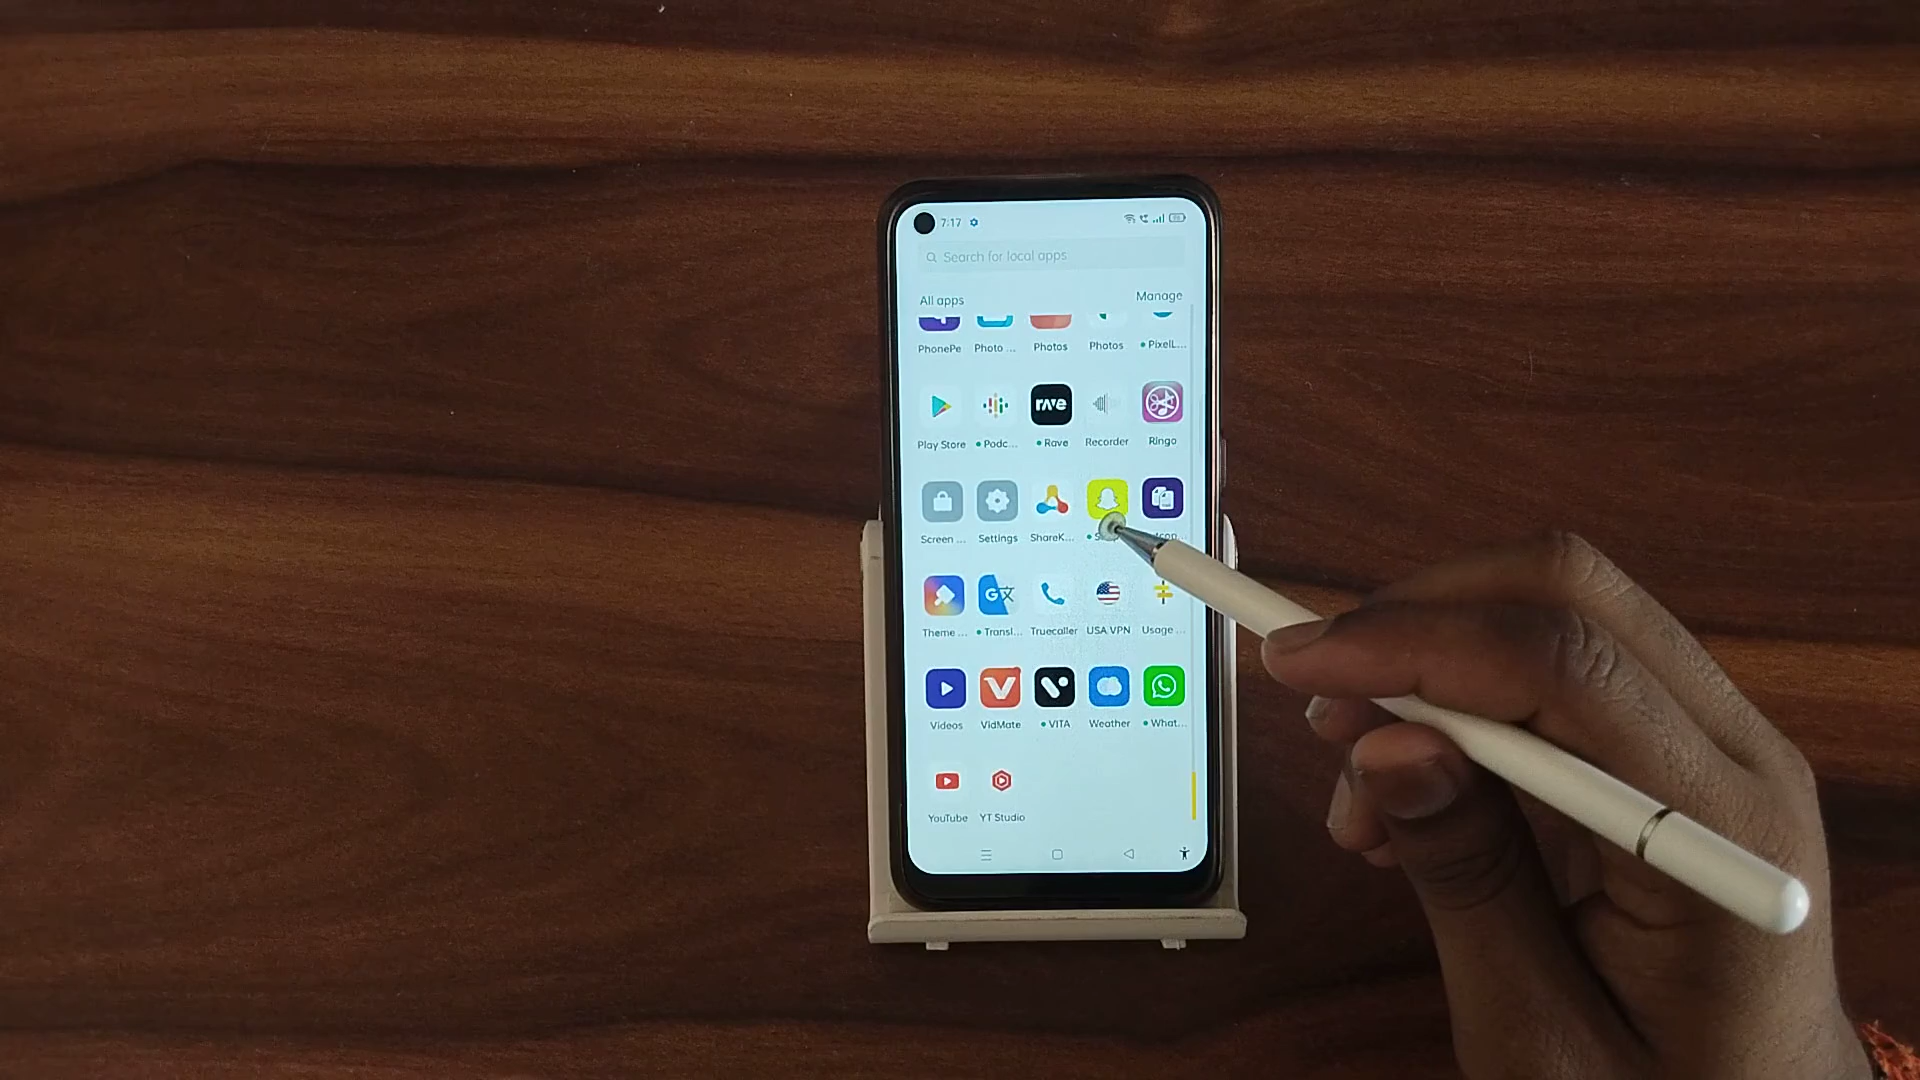 7:17
Search for local apps
All apps Manage
PhonePe Photo ... Photos Photos PixelL...
rave
Play Store Podc... Rave Recorder Ringo
Screen ... Settings ShareK...
G文
Theme ... Transl... Truecaller USA VPN Usage ...
Videos VidMate VITA Weather What...
YouTube YT Studio